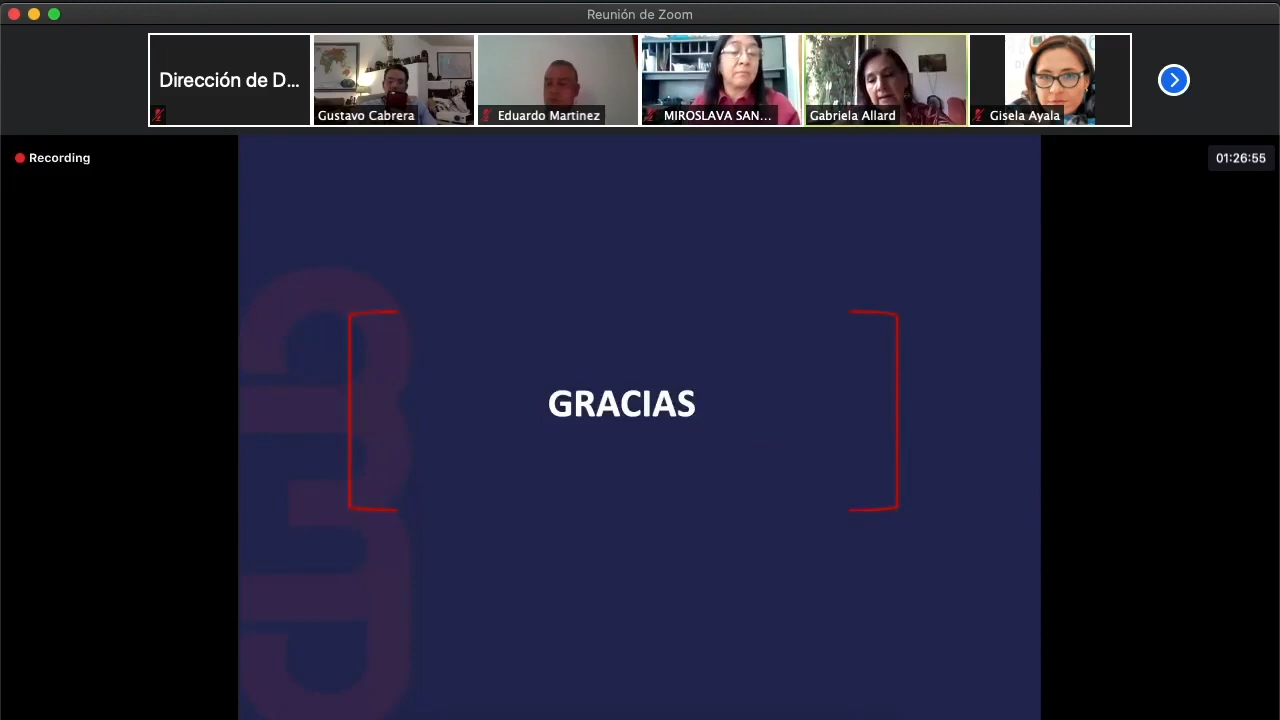 Reunión de Zoom
Dirección de D...
Gustavo Cabrera
Eduardo Martinez
MIROSLAVA SAN...
Gabriela Allard
Gisela Ayala
Recording
01:26:55
GRACIAS